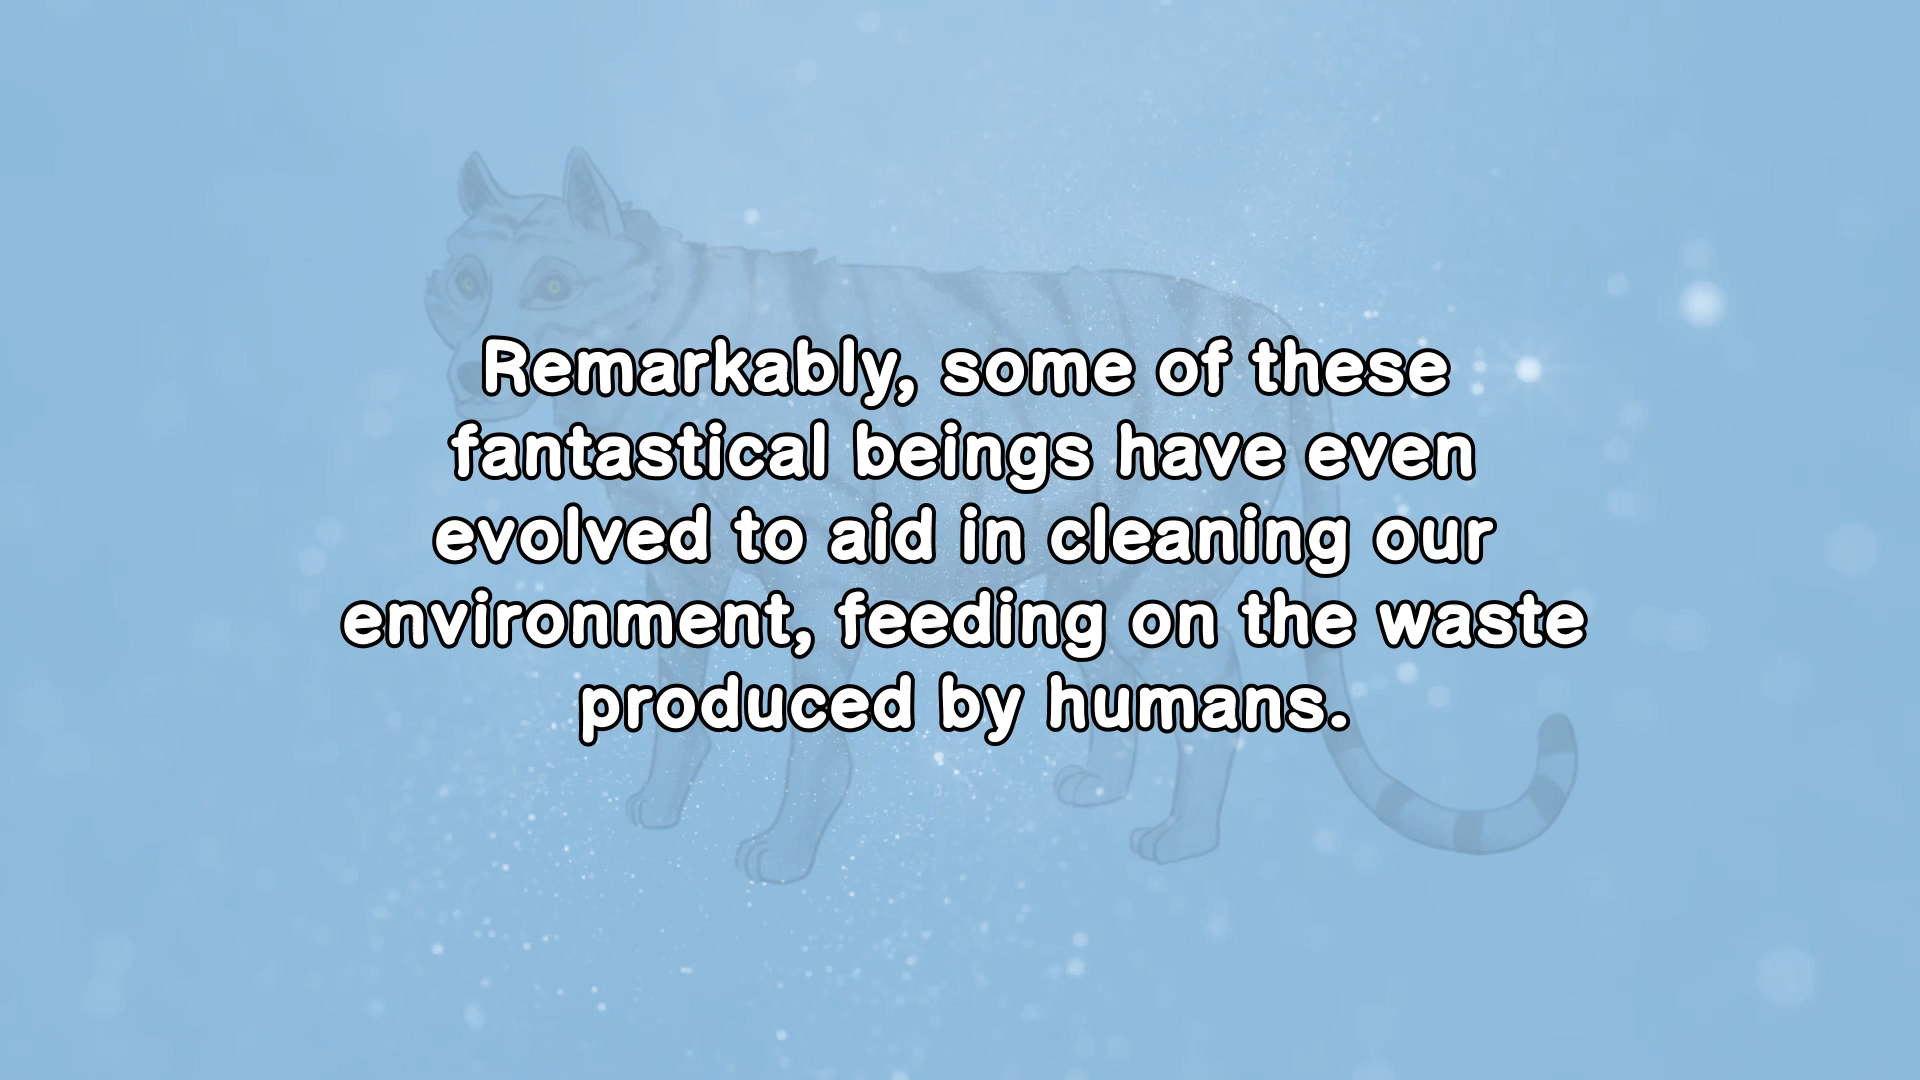 Remarkably, some of these
fantastical beings have even
evolved to aid in cleaning our
environment, feeding on the waste
produced by humans.